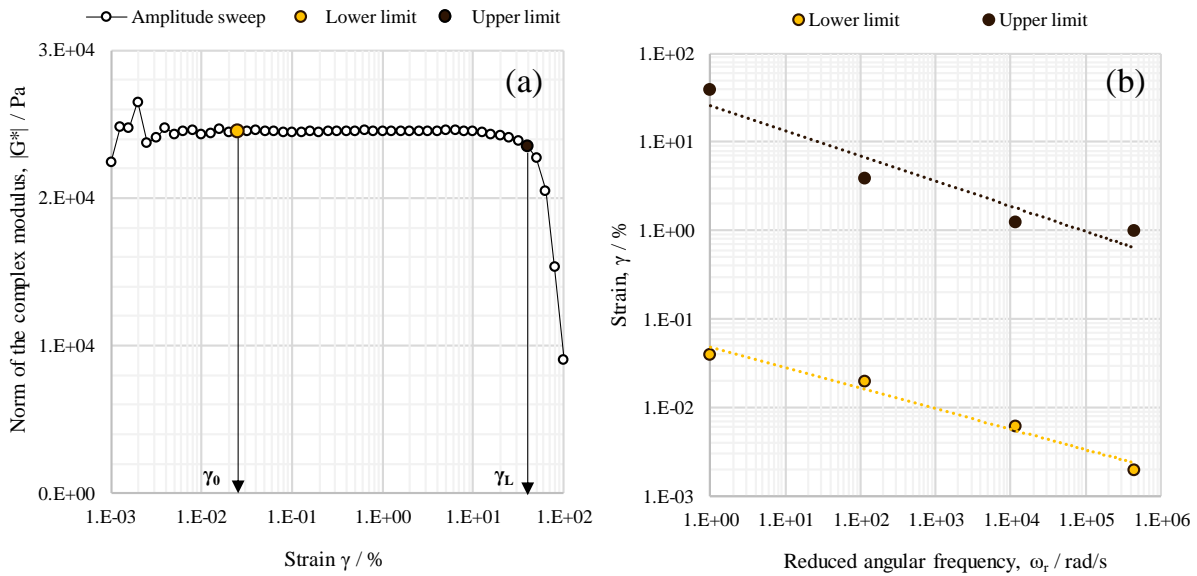 Amplitude sweep Lower limit Upper limit
(a)
Norm of the complex modulus, |G*| / Pa
3.E+04
2.E+04
1.E+04
0.E+00
γ0
γL
1.E-03 1.E-02 1.E-01 1.E+00 1.E+01 1.E+02
Strain γ / %
Lower limit Upper limit
(b)
Strain, γ / %
1.E+02
1.E+01
1.E+00
1.E-01
1.E-02
1.E-03
1.E+00 1.E+01 1.E+02 1.E+03 1.E+04 1.E+05 1.E+06
Reduced angular frequency, ωr / rad/s